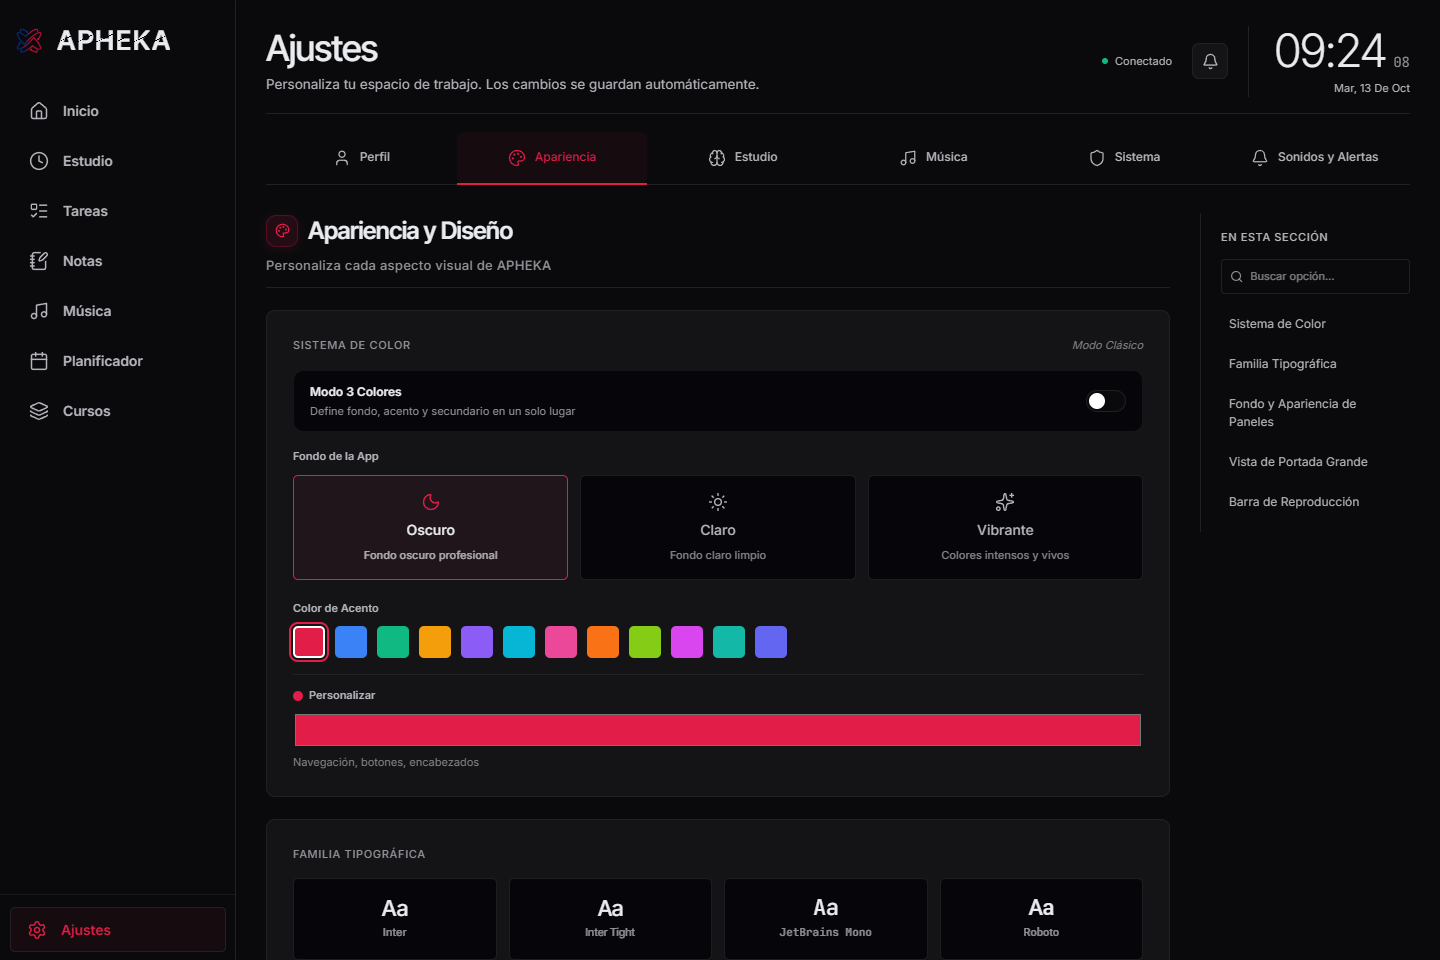 APHEKA
Inicio
Estudio
Tareas
Notas
Música
Planificador
Cursos
Ajustes
Ajustes
Personaliza tu espacio de trabajo. Los cambios se guardan automáticamente.
Conectado
09:24 08
Mar, 13 De Oct
Perfil
Apariencia
Estudio
Música
Sistema
Sonidos y Alertas
Apariencia y Diseño
Personaliza cada aspecto visual de APHEKA
SISTEMA DE COLOR
Modo Clásico
Modo 3 Colores
Define fondo, acento y secundario en un solo lugar
Fondo de la App
Oscuro
Fondo oscuro profesional
Claro
Fondo claro limpio
Vibrante
Colores intensos y vivos
Color de Acento
Personalizar
Navegación, botones, encabezados
FAMILIA TIPOGRÁFICA
Aa
Inter
Aa
Inter Tight
Aa
JetBrains Mono
Aa
Roboto
EN ESTA SECCIÓN
Buscar opción...
Sistema de Color
Familia Tipográfica
Fondo y Apariencia de
Paneles
Vista de Portada Grande
Barra de Reproducción